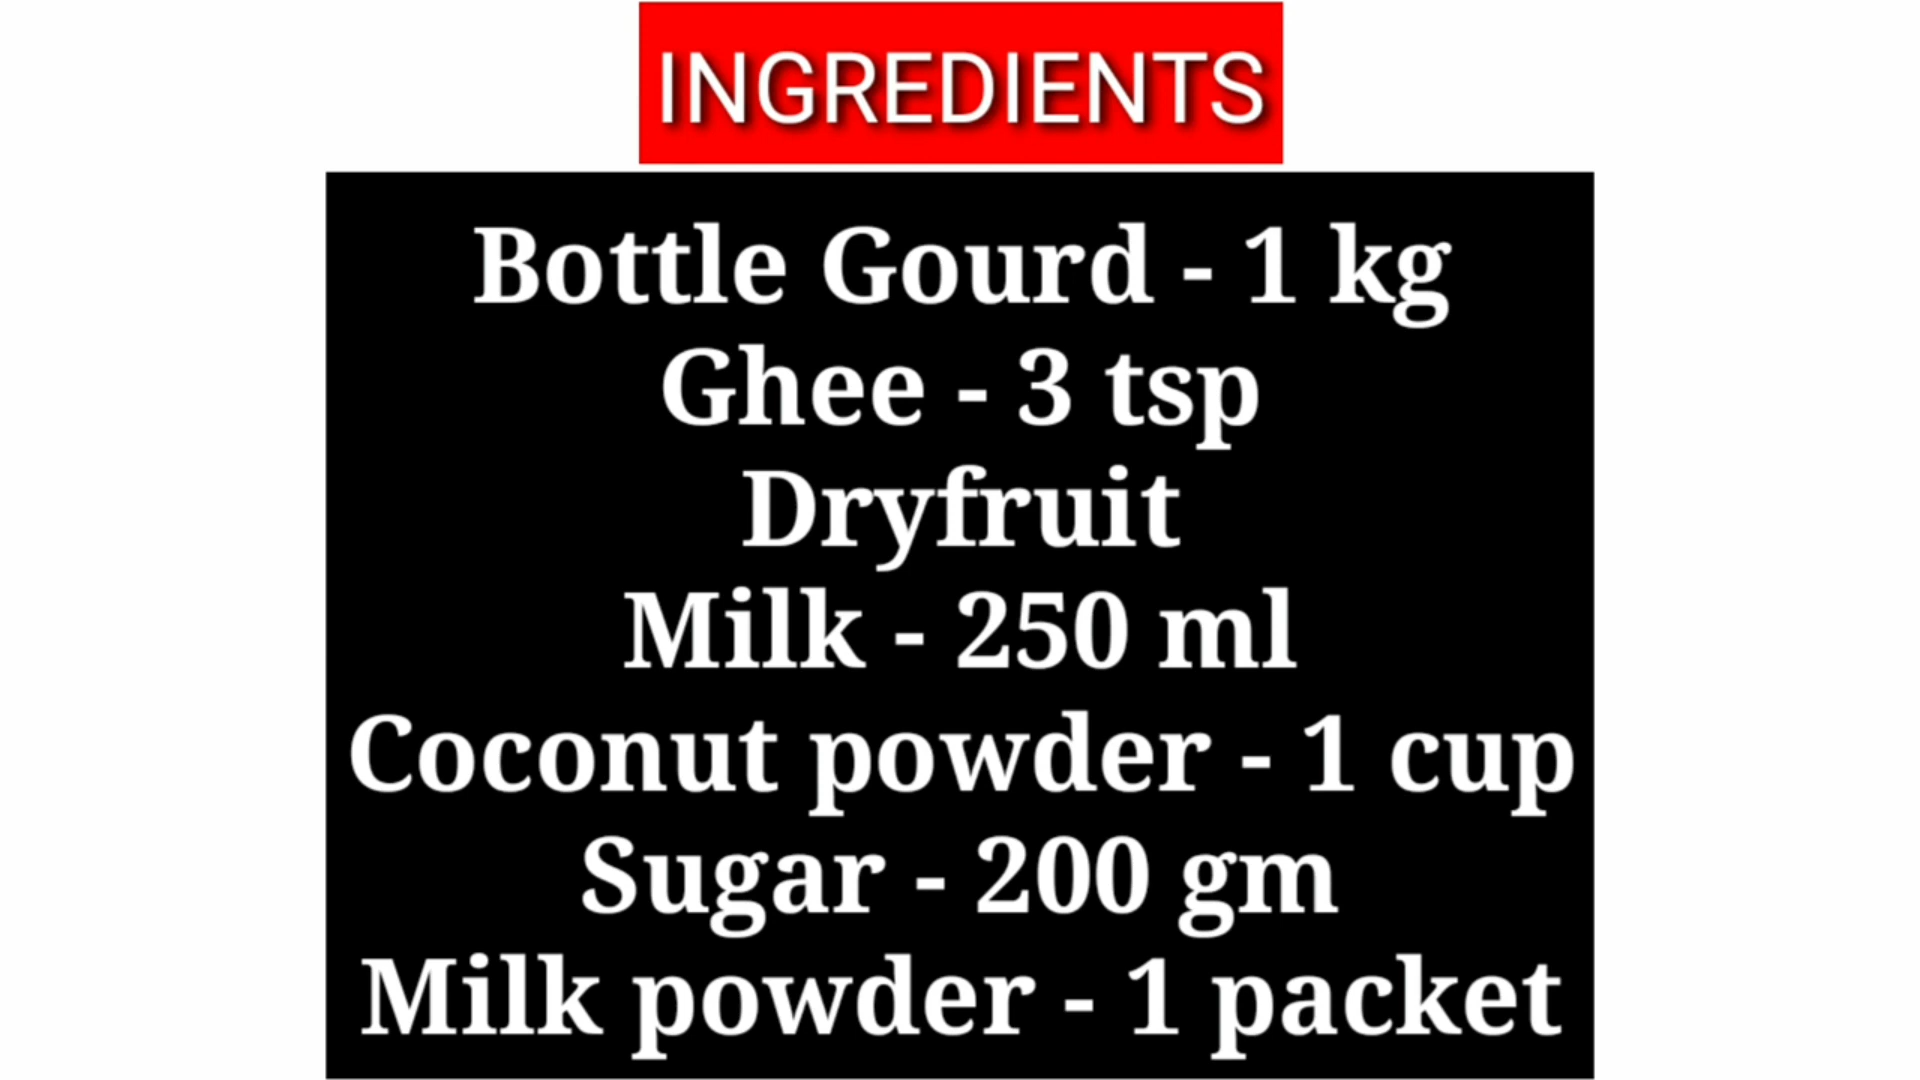 INGREDIENTS
Bottle Gourd - 1 kg
Ghee - 3 tsp
Dryfruit
Milk - 250 ml
Coconut powder - 1 cup
Sugar - 200 gm
Milk powder - 1 packet